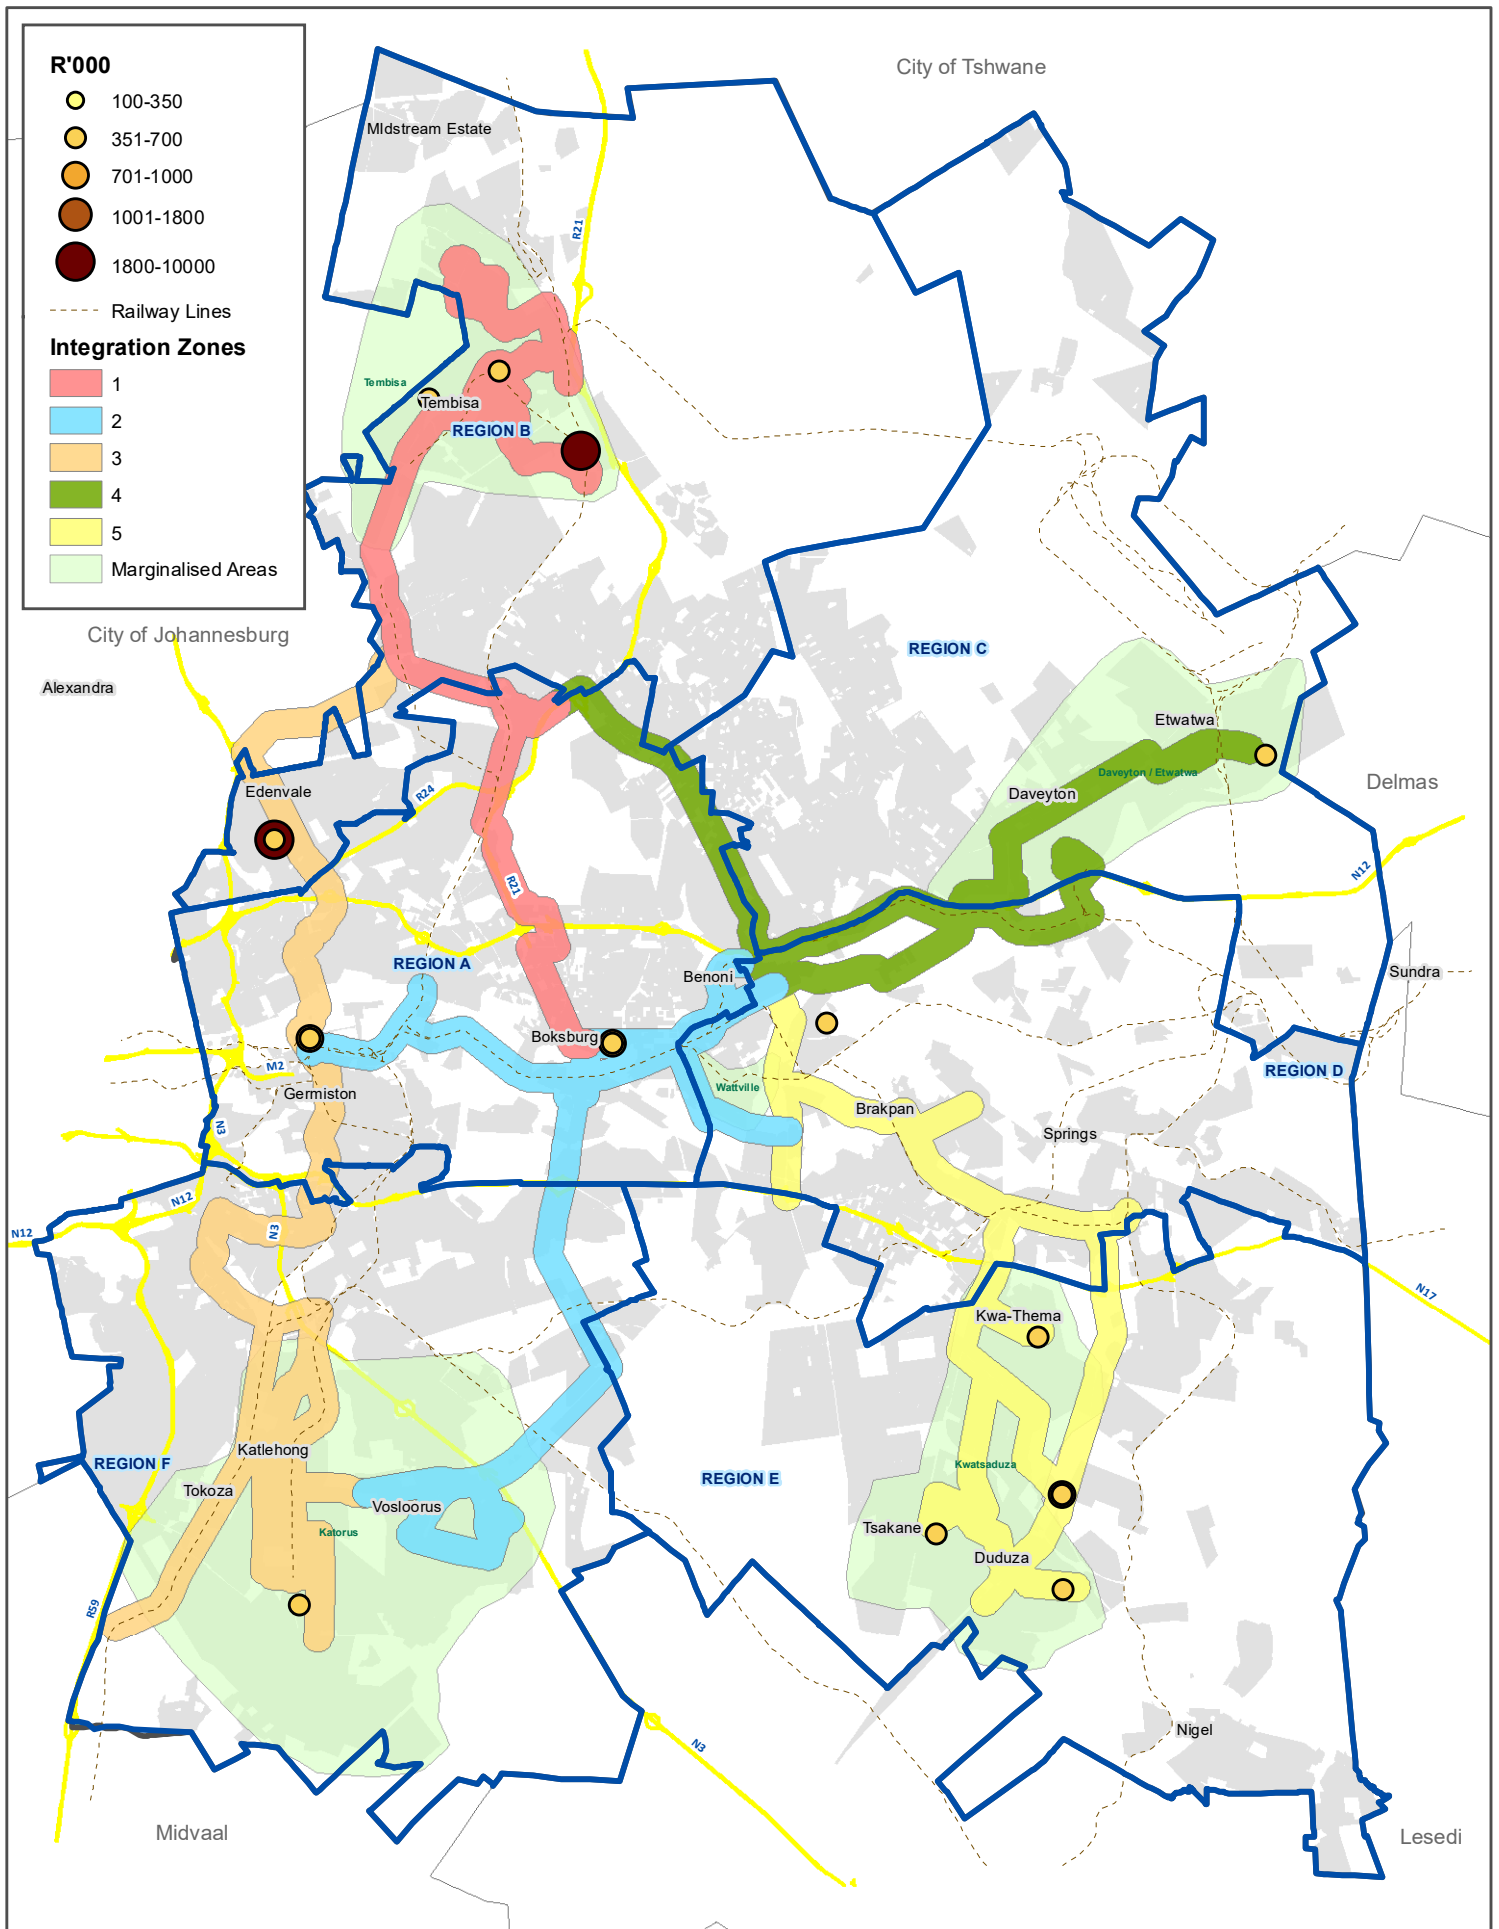 City of Tshwane
R'000
100-350
351-700
701-1000
1001-1800
1800-10000
Railway Lines
Integration Zones
1
2
3
4
5
Marginalised Areas
MIdstream Estate
R21
Tembisa
Tembisa
REGION B
City of Johannesburg
Alexandra
REGION C
Etwatwa
Daveyton / Etwatwa
Daveyton
Delmas
Edenvale
R24
N12
R21
REGION A
Benoni
Sundra
Boksburg
M2
Germiston
Wattville
REGION D
Brakpan
Springs
N3
N12
N12
N3
N17
Kwa-Thema
Katlehong
REGION F
Tokoza
Vosloorus
Katorus
REGION E
Kwatsaduza
Tsakane
Duduza
R59
N3
Nigel
Midvaal
Lesedi